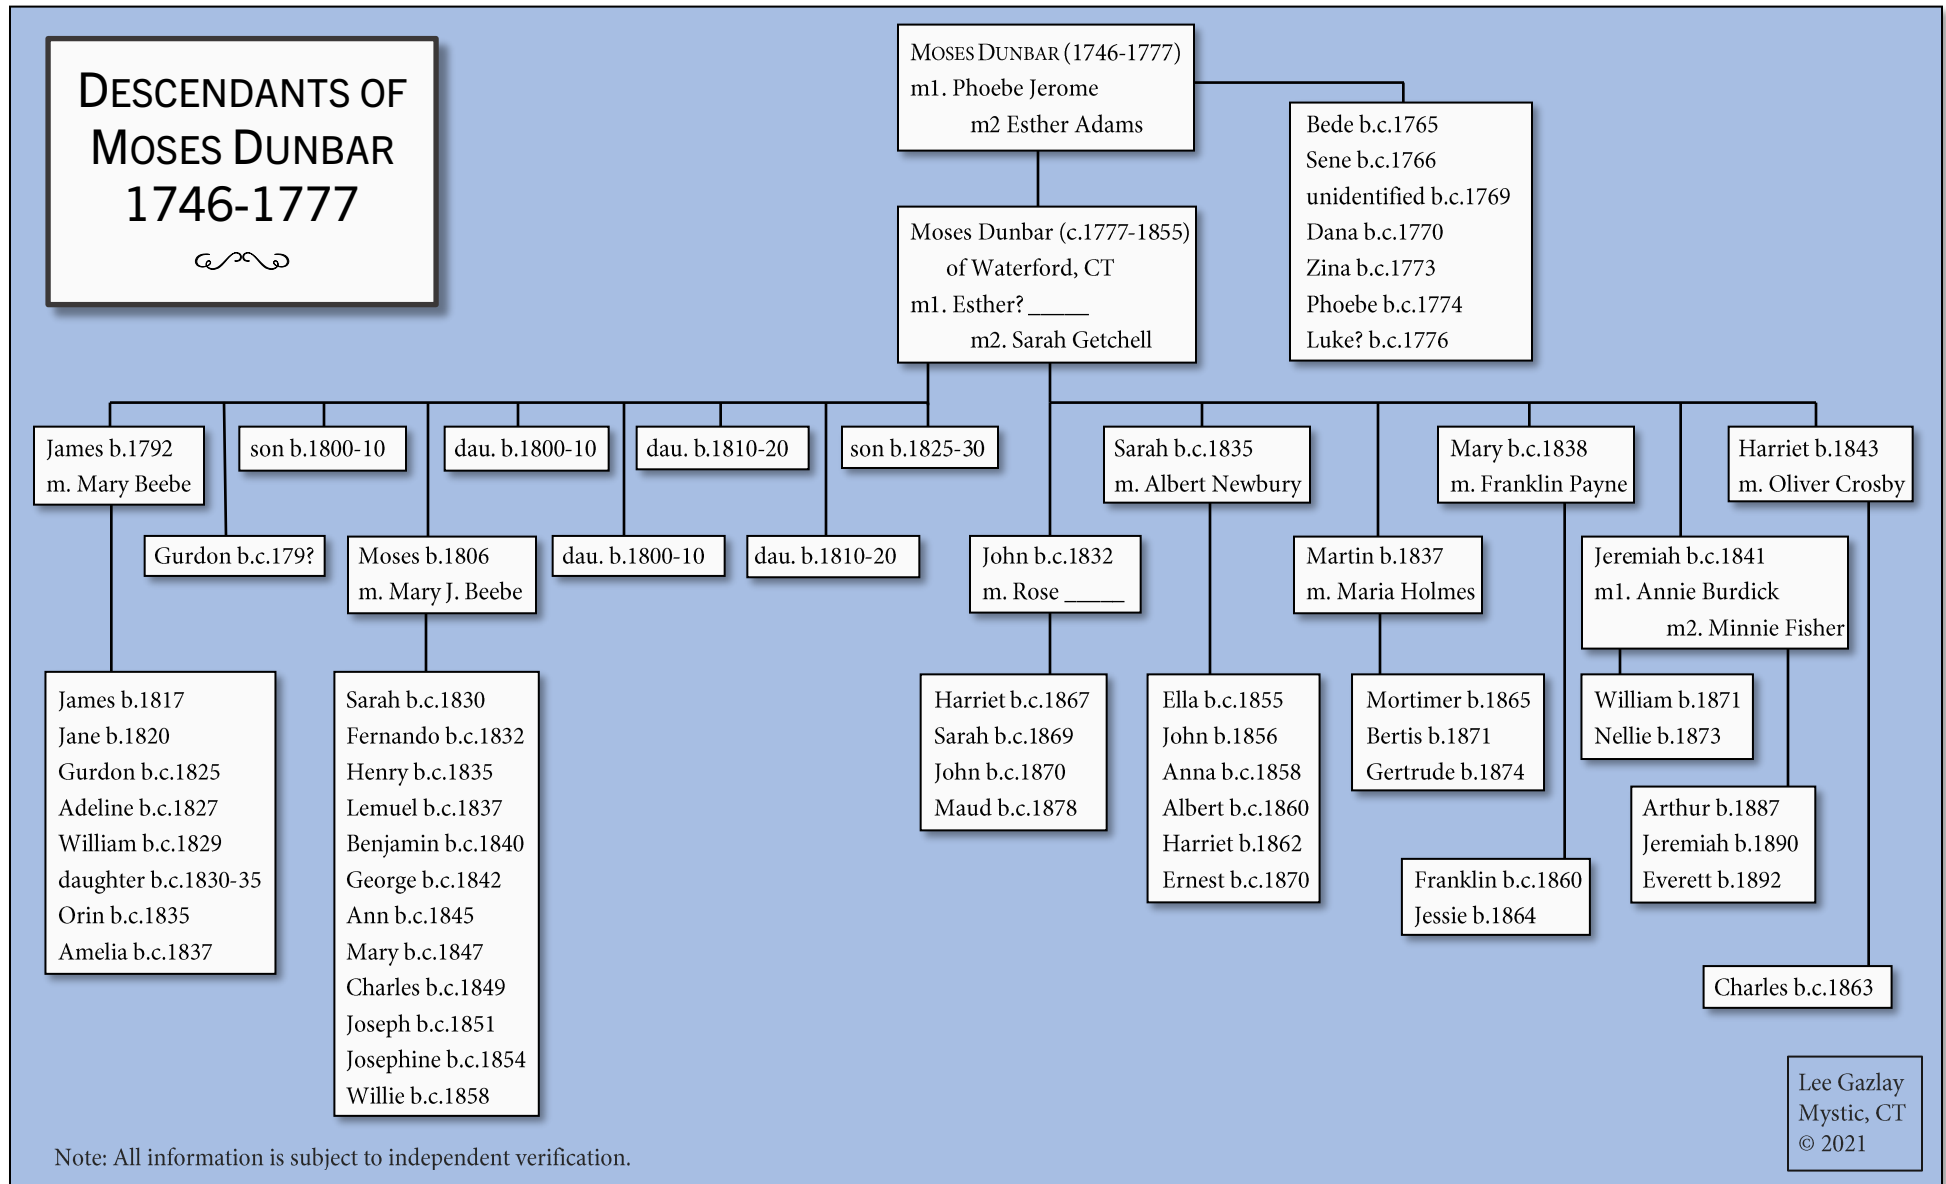 DESCENDANTS OF
MOSES DUNBAR
1746-1777
MOSES DUNBAR (1746-1777)
m1. Phoebe Jerome
m2 Esther Adams
Bede b.c.1765
Sene b.c.1766
unidentified b.c.1769
Dana b.c.1770
Zina b.c.1773
Phoebe b.c.1774
Luke? b.c.1776
Moses Dunbar (c.1777-1855)
of Waterford, CT
m1. Esther? _____
m2. Sarah Getchell
James b.1792
m. Mary Beebe
son b.1800-10
dau. b.1800-10
dau. b.1810-20
son b.1825-30
Sarah b.c.1835
m. Albert Newbury
Mary b.c.1838
m. Franklin Payne
Harriet b.1843
m. Oliver Crosby
Gurdon b.c.179?
Moses b.1806
m. Mary J. Beebe
dau. b.1800-10
dau. b.1810-20
John b.c.1832
m. Rose _____
Martin b.1837
m. Maria Holmes
Jeremiah b.c.1841
m1. Annie Burdick
m2. Minnie Fisher
James b.1817
Jane b.1820
Gurdon b.c.1825
Adeline b.c.1827
William b.c.1829
daughter b.c.1830-35
Orin b.c.1835
Amelia b.c.1837
Sarah b.c.1830
Fernando b.c.1832
Henry b.c.1835
Lemuel b.c.1837
Benjamin b.c.1840
George b.c.1842
Ann b.c.1845
Mary b.c.1847
Charles b.c.1849
Joseph b.c.1851
Josephine b.c.1854
Willie b.c.1858
Harriet b.c.1867
Sarah b.c.1869
John b.c.1870
Maud b.c.1878
Ella b.c.1855
John b.1856
Anna b.c.1858
Albert b.c.1860
Harriet b.1862
Ernest b.c.1870
Mortimer b.1865
Bertis b.1871
Gertrude b.1874
William b.1871
Nellie b.1873
Arthur b.1887
Jeremiah b.1890
Everett b.1892
Franklin b.c.1860
Jessie b.1864
Charles b.c.1863
Lee Gazlay
Mystic, CT
© 2021
Note: All information is subject to independent verification.